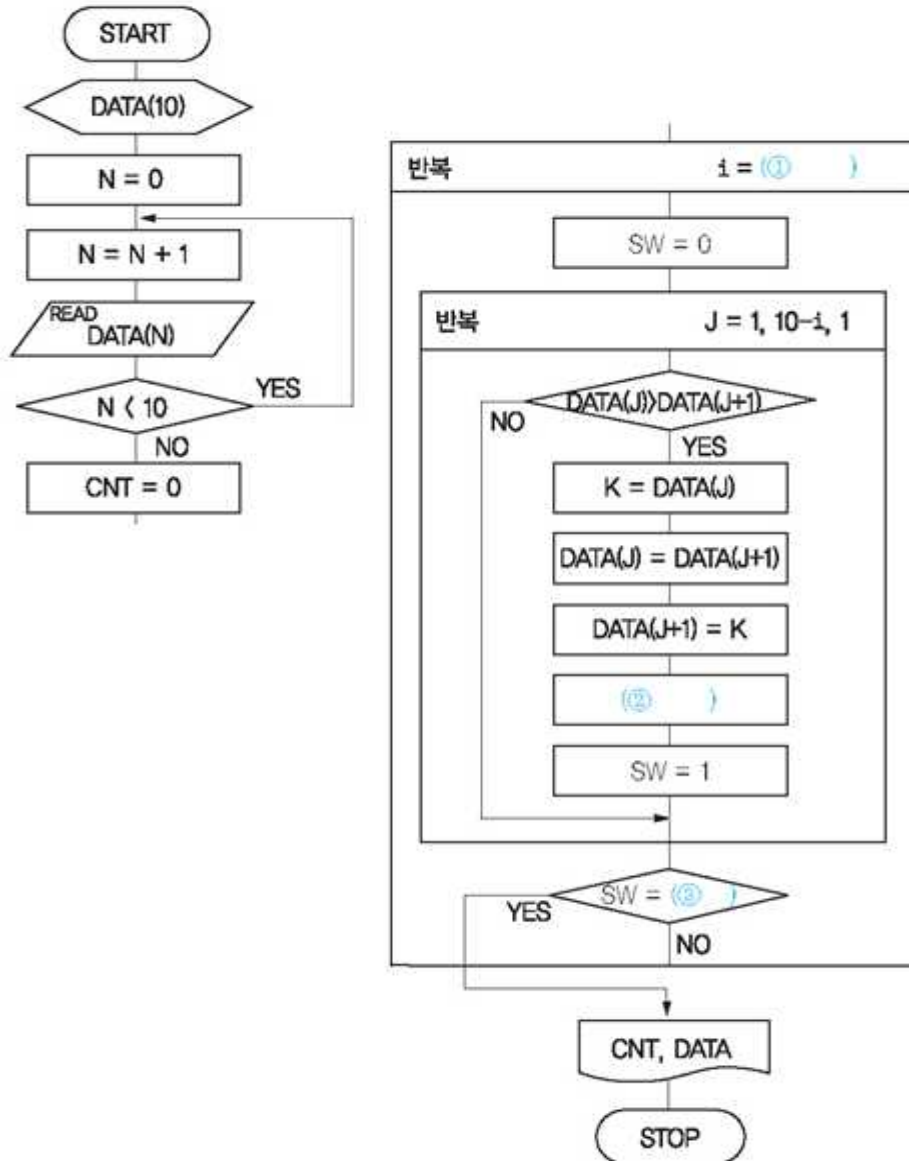 START
DATA(10)
N = 0
N = N + 1
READ
DATA(N)
N < 10
YES
NO
CNT = 0
반복 i = (① )
SW = 0
반복 J = 1, 10-i, 1
DATA(J)>DATA(J+1)
NO
YES
K = DATA(J)
DATA(J) = DATA(J+1)
DATA(J+1) = K
(② )
SW = 1
SW = (③ )
YES
NO
CNT, DATA
STOP